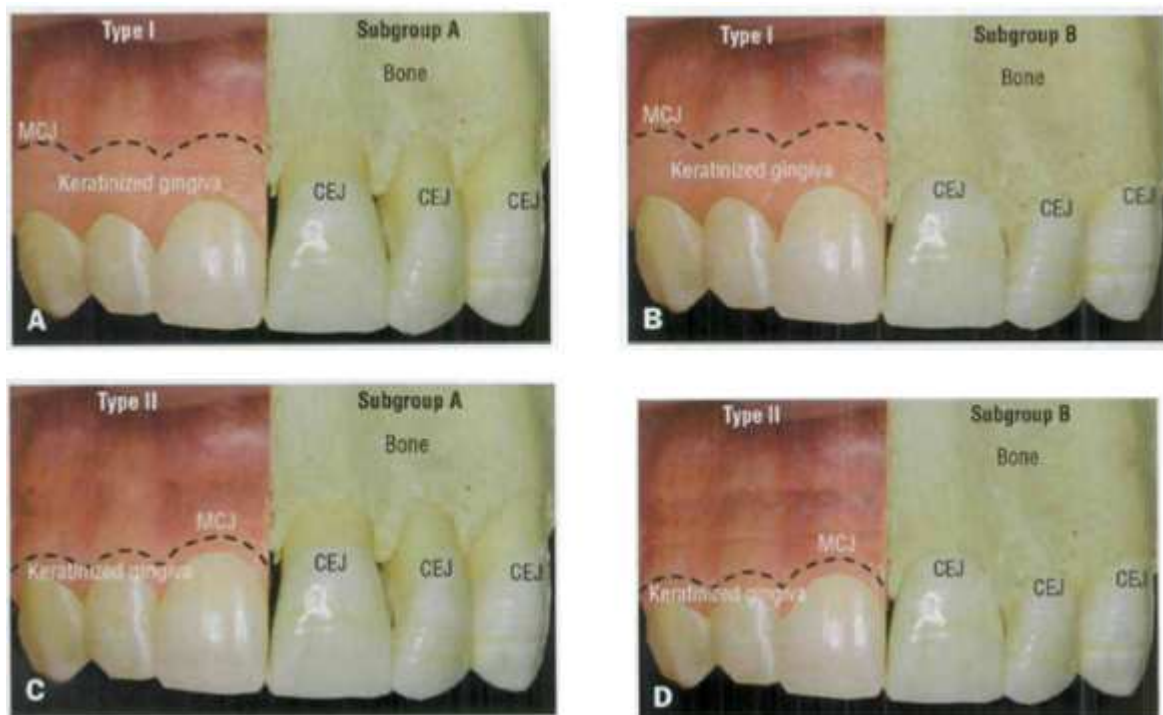 Type I Subgroup A
Bone
MCJ
Keratinized gingiva
CEJ CEJ CEJ
A
Type I Subgroup B
Bone
MCJ
Keratinized gingiva
CEJ CEJ CEJ
B
Type II Subgroup A
Bone
MCJ
Keratinized gingiva
CEJ CEJ CEJ
C
Type II Subgroup B
Bone
MCJ
Keratinized gingiva
CEJ CEJ CEJ
D